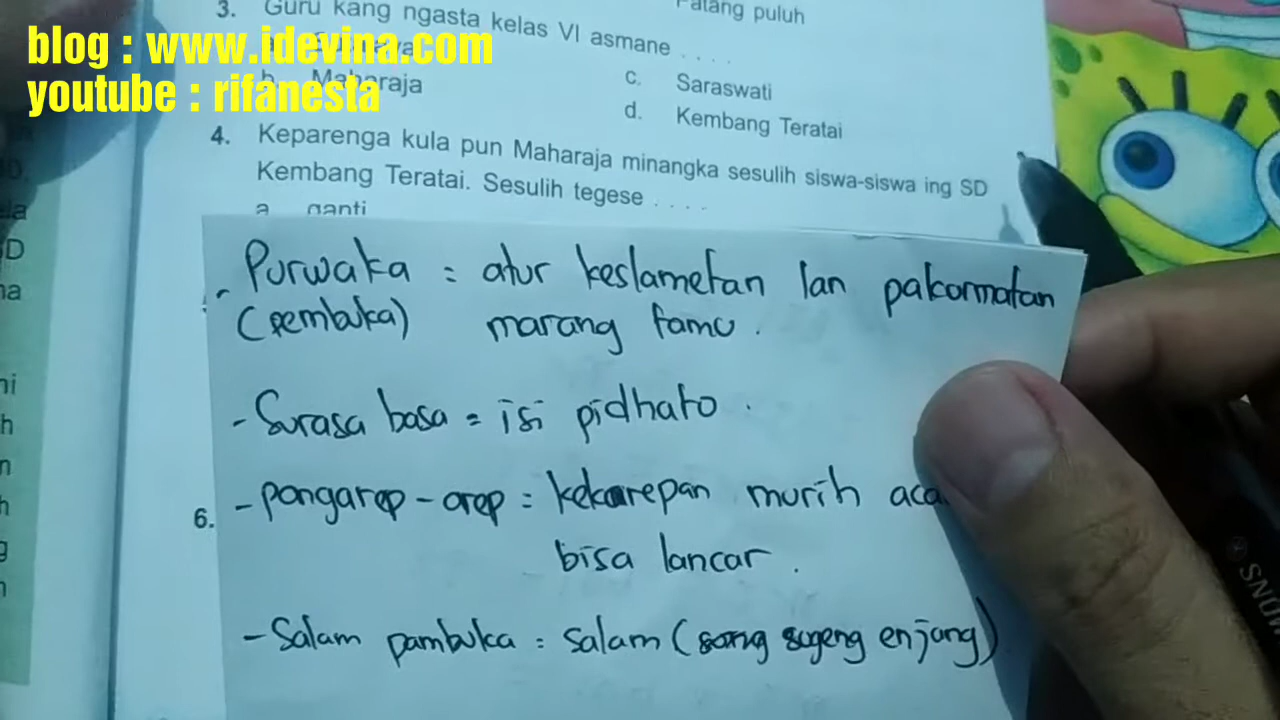 blog : www.idevina.com
youtube : rifanesta
3. Guru kang ngasta kelas VI asmane . . . .
b. Maharaja
c. Saraswati
d. Kembang Teratai
puluh
4. Keparenga kula pun Maharaja minangka sesulih siswa-siswa ing SD
Kembang Teratai. Sesulih tegese . . . .
a ganti
- Purwaka = atur keslametan lan pakormatan
(pembuka) marang tamu.
- Surasa basa = isi pidhato.
- pangarep-arep = kekarepan murih
bisa lancar.
- Salam pambuka = salam ( sugeng enjang)
6.